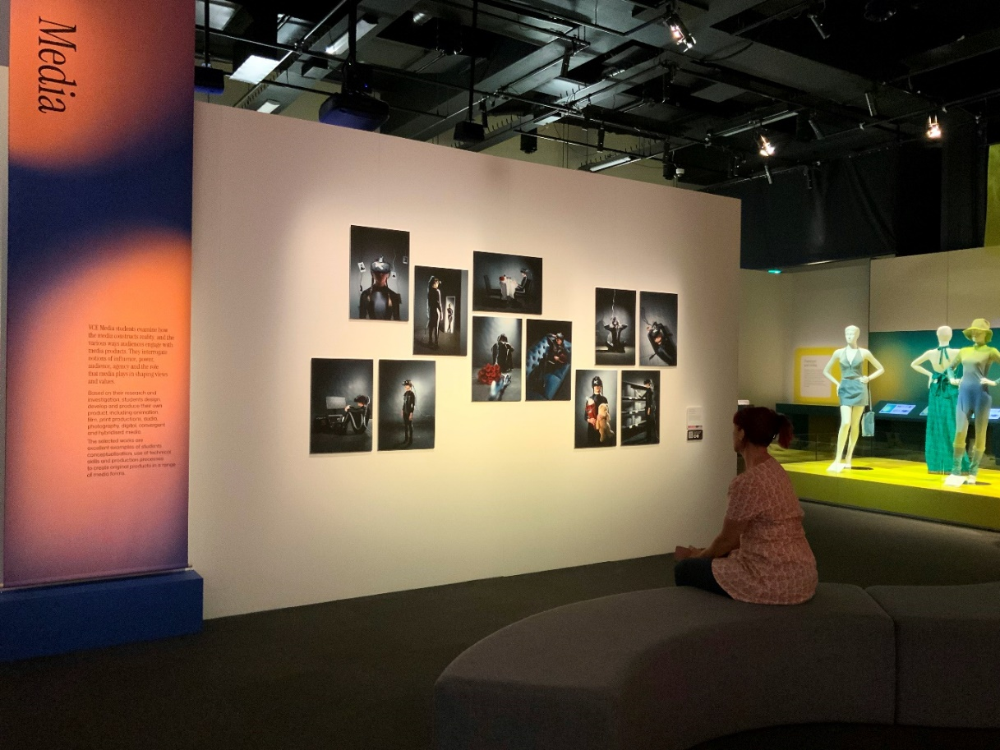 Media
VCE Media students examine how
the media constructs reality, and the
various ways audiences engage with
media products. They interrogate
notions of influence, power,
audience, agency and the role
that media plays in shaping views
and values.
Based on their research and
investigation, students design,
develop and produce their own
product, including animation,
film, print productions, audio,
photography, digital, convergent
and hybridised media.
The selected works are
excellent examples of students
conceptualisation, use of technical
skills and production processes
to create original products in a range
of media forms.